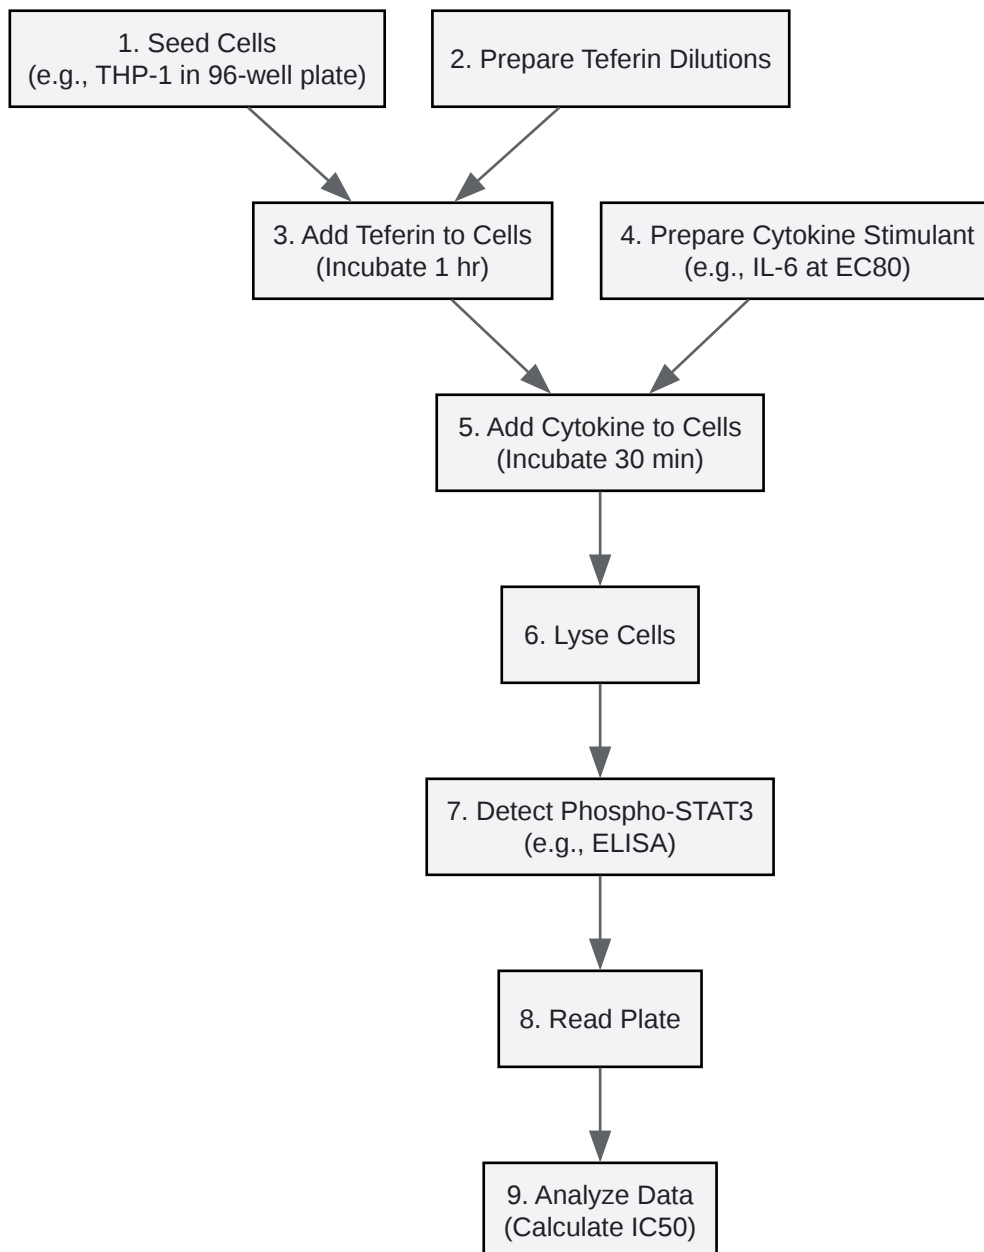 1. Seed Cells
(e.g., THP-1 in 96-well plate)
2. Prepare Teferin Dilutions
3. Add Teferin to Cells
(Incubate 1 hr)
4. Prepare Cytokine Stimulant
(e.g., IL-6 at EC80)
5. Add Cytokine to Cells
(Incubate 30 min)
6. Lyse Cells
7. Detect Phospho-STAT3
(e.g., ELISA)
8. Read Plate
9. Analyze Data
(Calculate IC50)